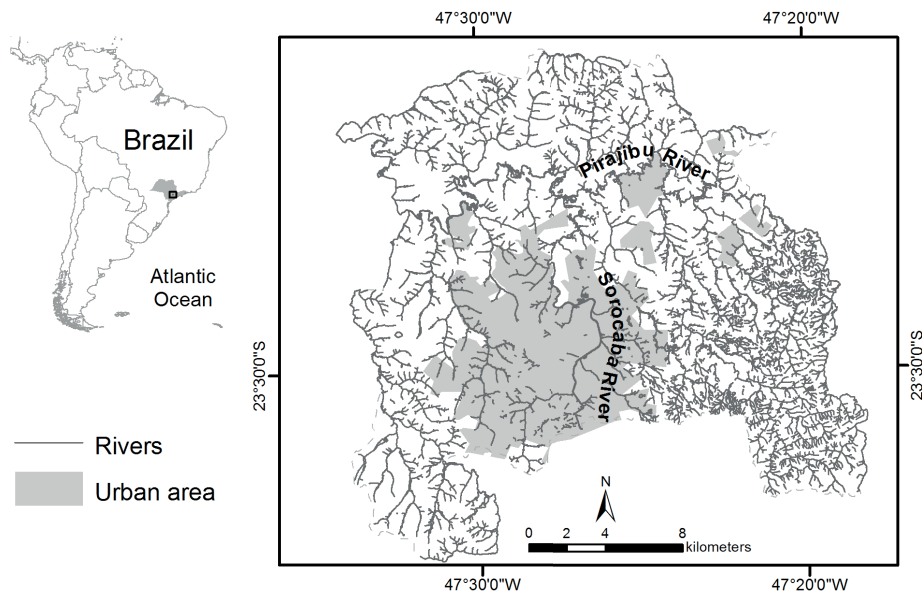 47°30'0"W
47°20'0"W
Brazil
Atlantic
Ocean
Pirajibu River
Sorocaba River
23°30'0"S
23°30'0"S
Rivers
Urban area
N
0 2 4 8
kilometers
47°30'0"W
47°20'0"W